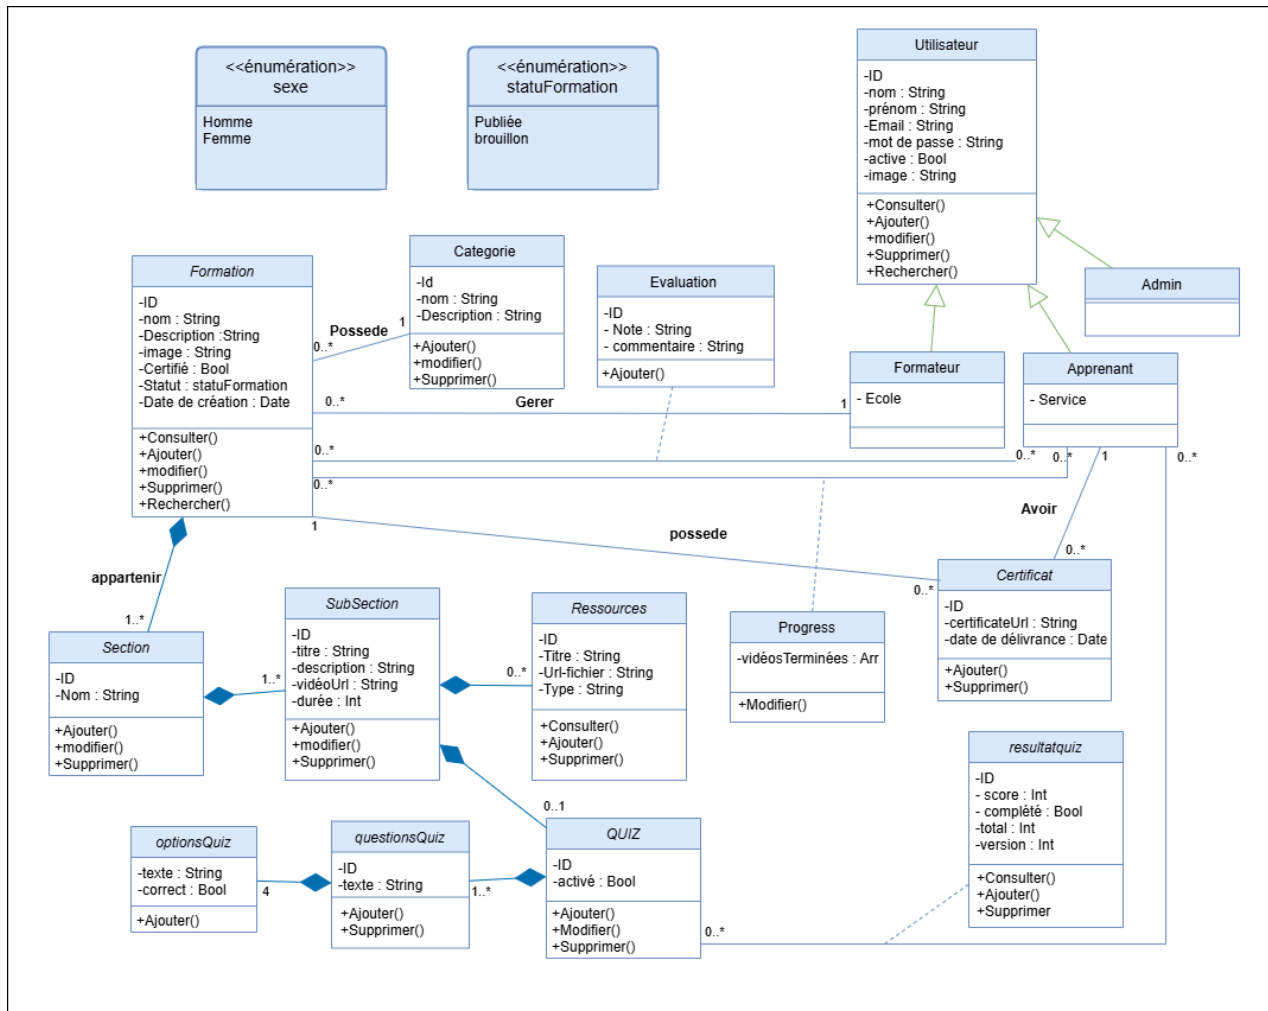 <<énumération>>
sexe
Homme
Femme
<<énumération>>
statuFormation
Publiée
brouillon
Utilisateur
-ID
-nom : String
-prénom : String
-Email : String
-mot de passe : String
-active : Bool
-image : String
+Consulter()
+Ajouter()
+modifier()
+Supprimer()
+Rechercher()
Admin
Formation
-ID
-nom : String
-Description :String
-image : String
-Certifié : Bool
-Statut : statuFormation
-Date de création : Date
+Consulter()
+Ajouter()
+modifier()
+Supprimer()
+Rechercher()
Possede
0..*
1
Categorie
-Id
-nom : String
-Description : String
+Ajouter()
+modifier()
+Supprimer()
Evaluation
-ID
- Note : String
- commentaire : String
+Ajouter()
Formateur
- Ecole
Apprenant
- Service
0..*
Gerer
1
0..*
0..*
0..*
0..*
0..*
1
1
possede
0..*
Avoir
0..*
appartenir
1..*
Certificat
-ID
-certificateUrl : String
-date de délivrance : Date
+Ajouter()
+Supprimer()
Section
-ID
-Nom : String
+Ajouter()
+modifier()
+Supprimer()
1..*
SubSection
-ID
-titre : String
-description : String
-vidéoUrl : String
-durée : Int
+Ajouter()
+modifier()
+Supprimer()
0..*
Ressources
-ID
-Titre : String
-Url-fichier : String
-Type : String
+Consulter()
+Ajouter()
+Supprimer()
Progress
-vidéosTerminées : Arr
+Modifier()
resultatquiz
-ID
- score : Int
- complété : Bool
-total : Int
-version : Int
+Consulter()
+Ajouter()
+Supprimer
0..1
optionsQuiz
-texte : String
-correct : Bool
+Ajouter()
4
questionsQuiz
-ID
-texte : String
+Ajouter()
+Supprimer()
1..*
QUIZ
-ID
-activé : Bool
+Ajouter()
+Modifier()
+Supprimer()
0..*